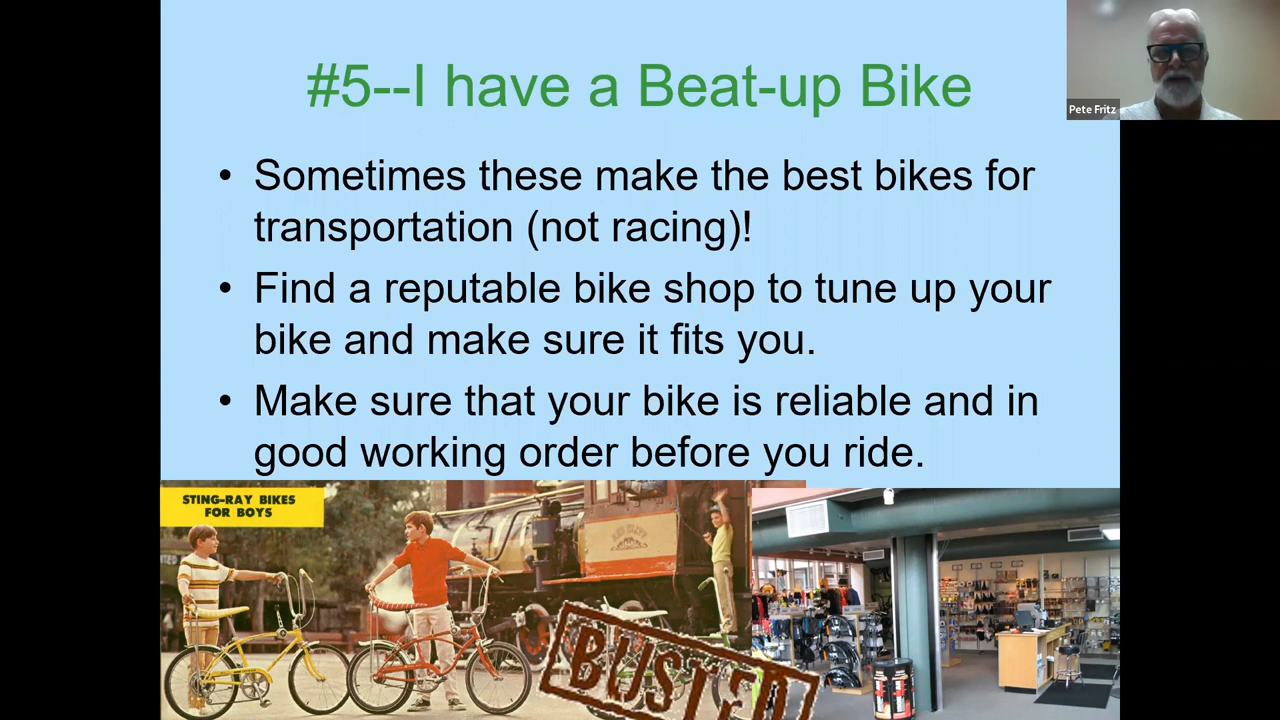 #5--I have a Beat-up Bike
Pete Fritz
• Sometimes these make the best bikes for
transportation (not racing)!
• Find a reputable bike shop to tune up your
bike and make sure it fits you.
• Make sure that your bike is reliable and in
good working order before you ride.
STING-RAY BIKES
FOR BOYS
BUSTED